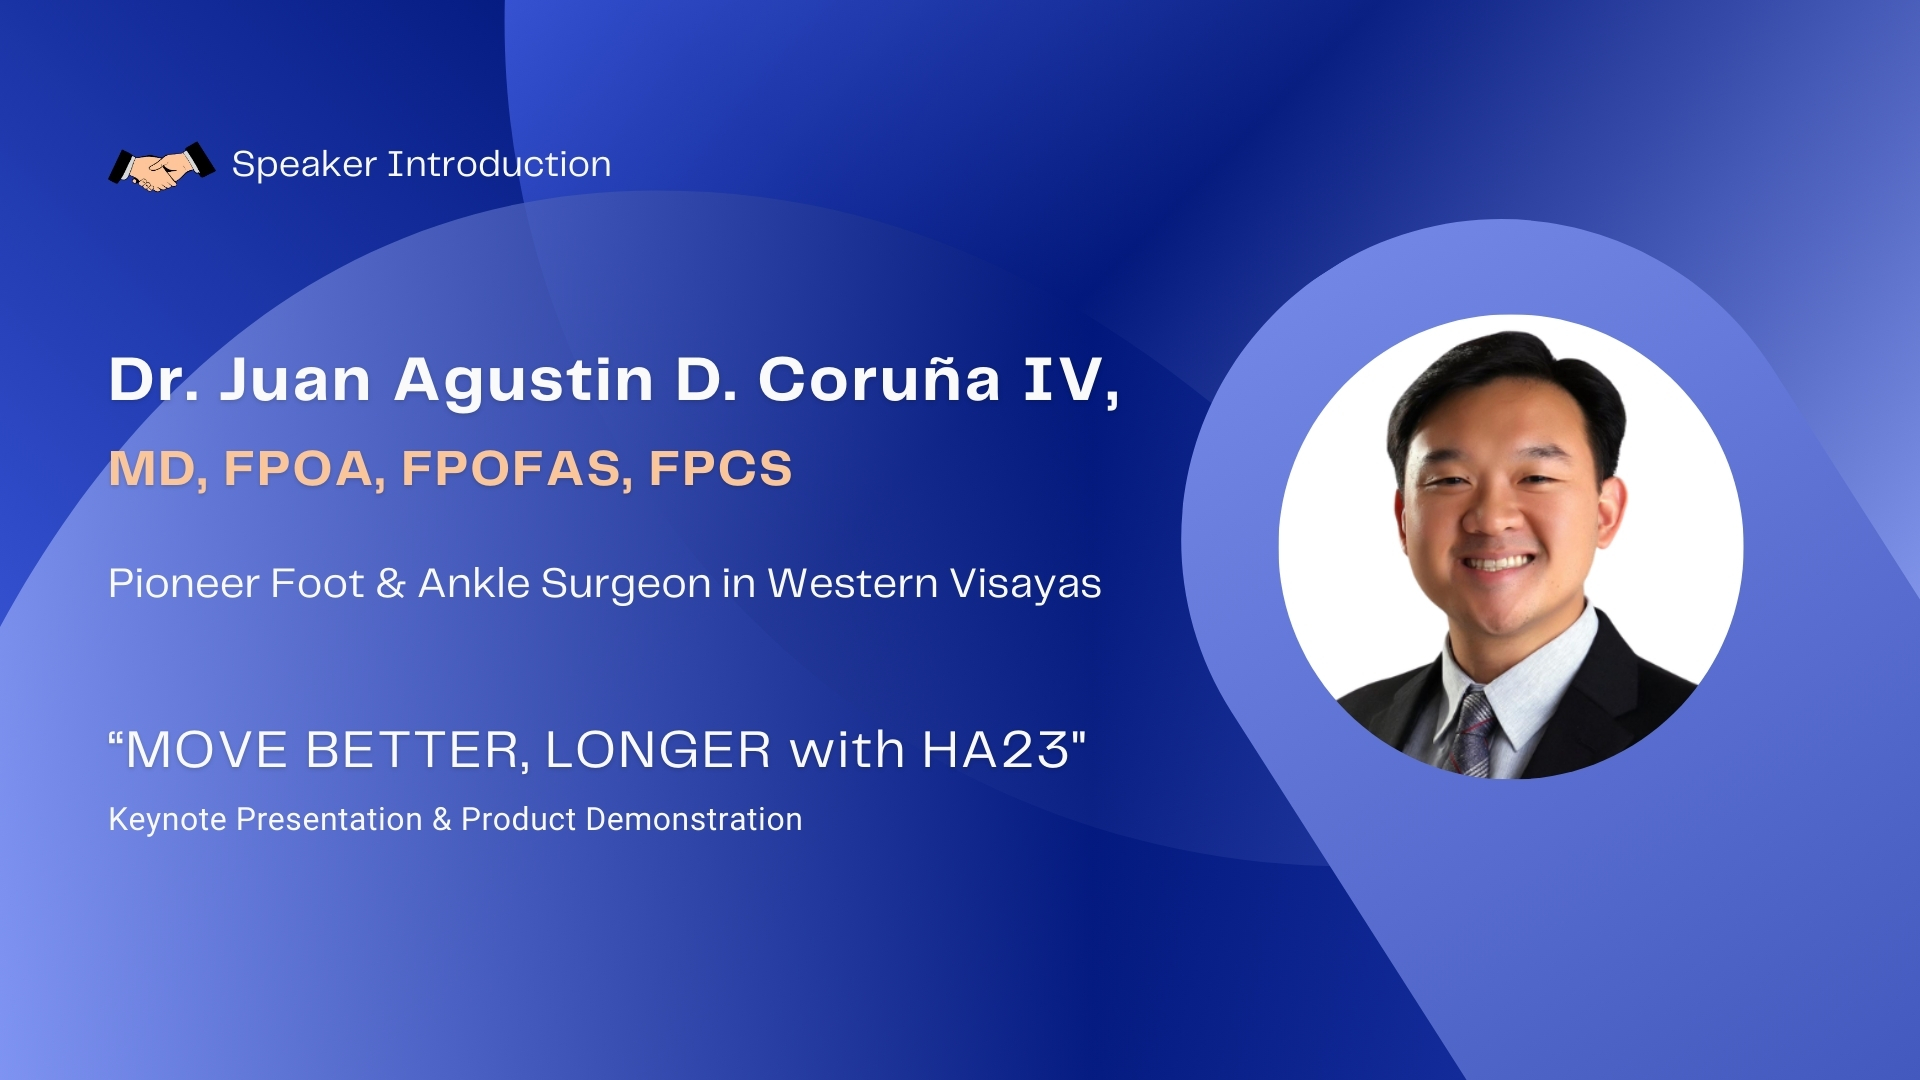 Speaker Introduction
Dr. Juan Agustin D. Coruña IV,
MD, FPOA, FPOFAS, FPCS
Pioneer Foot & Ankle Surgeon in Western Visayas
“MOVE BETTER, LONGER with HA23"
Keynote Presentation & Product Demonstration